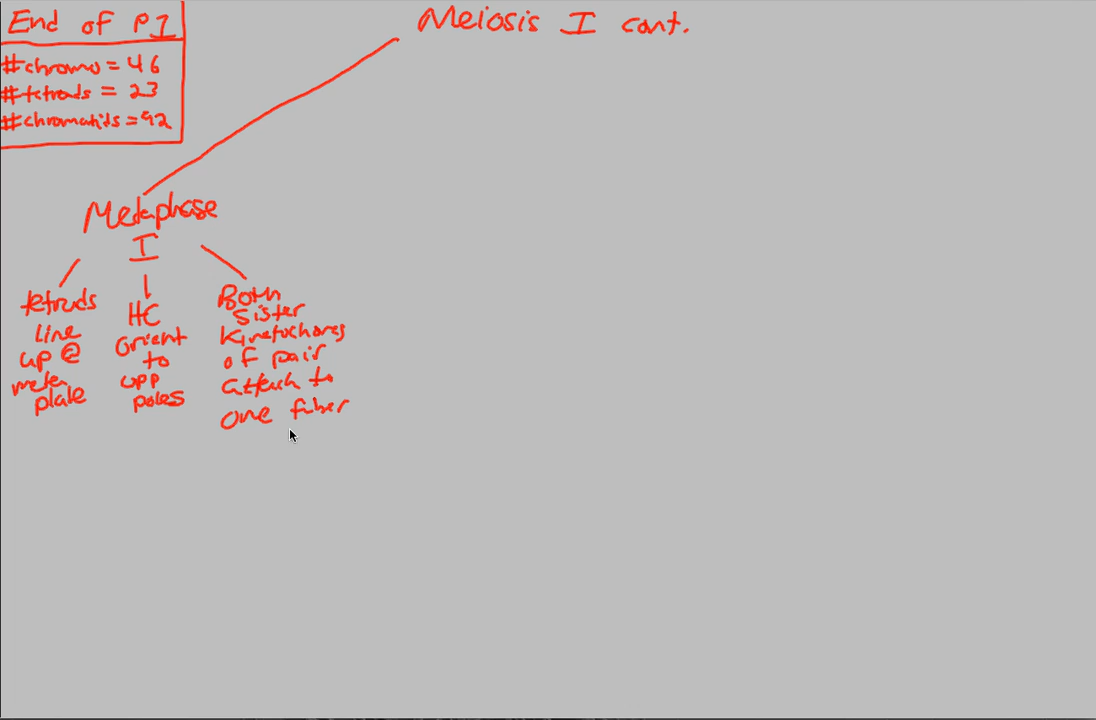 End of P1
Meiosis I cont.
#chromo = 46
#tetrads = 23
#chromatids = 92
Metaphase
I
tetrads
line
up @
meta
plate
HC
orient
to
opp
poles
Both
sister
kinetochores
of pair
attach to
one fiber